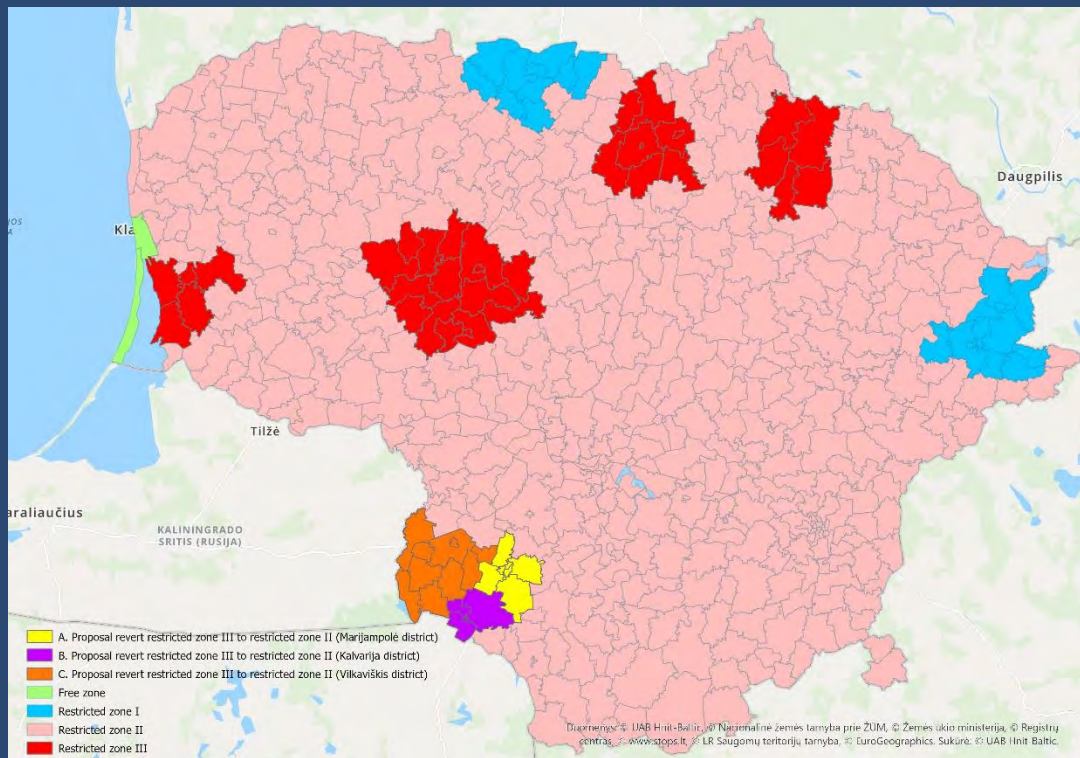 Daugpilis
Kla
Tilžė
araliaučius
KALININGRADO
SRITIS (RUSIJA)
A. Proposal revert restricted zone III to restricted zone II (Marijampolė district)
B. Proposal revert restricted zone III to restricted zone II (Kalvarija district)
C. Proposal revert restricted zone III to restricted zone II (Vilkaviškis district)
Free zone
Restricted zone I
Restricted zone II
Restricted zone III
Duomenys: © UAB Hnit-Baltic, © Nacionalinė žemės tarnyba prie ŽŪM, © Žemės ūkio ministerija, © Registrų
centras, © www.stops.lt, © LR Saugomų teritorijų tarnyba, © EuroGeographics. Sukūrė: © UAB Hnit-Baltic.